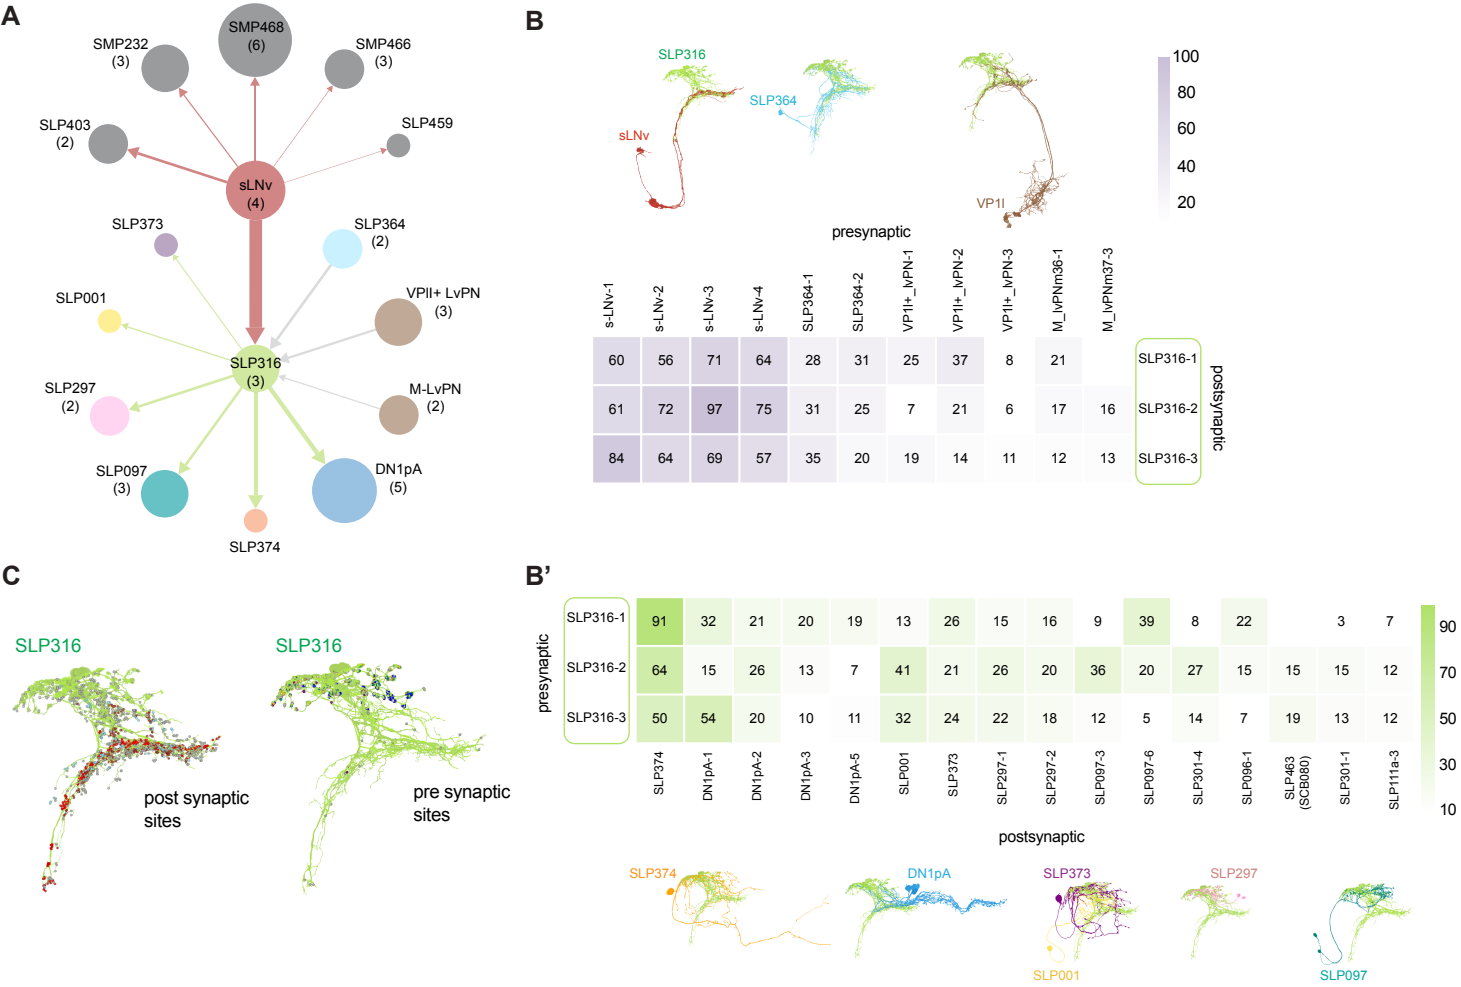 A
SMP468
(6)
SMP232
(3)
SMP466
(3)
SLP403
(2)
SLP459
sLNv
(4)
SLP373
SLP364
(2)
SLP001
VPII+ LvPN
(3)
SLP316
(3)
SLP297
(2)
M-LvPN
(2)
SLP097
(3)
DN1pA
(5)
SLP374
B
SLP316
SLP364
sLNv
VP1l
100
80
60
40
20
presynaptic
s-LNv-1
s-LNv-2
s-LNv-3
s-LNv-4
SLP364-1
SLP364-2
VP1l+_lvPN-1
VP1l+_lvPN-2
VP1l+_lvPN-3
M_lvPNm36-1
M_lvPNm37-3
60 56 71 64 28 31 25 37 8 21 SLP316-1
61 72 97 75 31 25 7 21 6 17 16 SLP316-2
84 64 69 57 35 20 19 14 11 12 13 SLP316-3
postsynaptic
C
SLP316
post synaptic
sites
SLP316
pre synaptic
sites
B’
presynaptic
SLP316-1 91 32 21 20 19 13 26 15 16 9 39 8 22 3 7
SLP316-2 64 15 26 13 7 41 21 26 20 36 20 27 15 15 15 12
SLP316-3 50 54 20 10 11 32 24 22 18 12 5 14 7 19 13 12
SLP374
DN1pA-1
DN1pA-2
DN1pA-3
DN1pA-5
SLP001
SLP373
SLP297-1
SLP297-2
SLP097-3
SLP097-6
SLP301-4
SLP096-1
SLP463
(SCB080)
SLP301-1
SLP111a-3
postsynaptic
90
70
50
30
10
SLP374
DN1pA
SLP373
SLP001
SLP297
SLP097